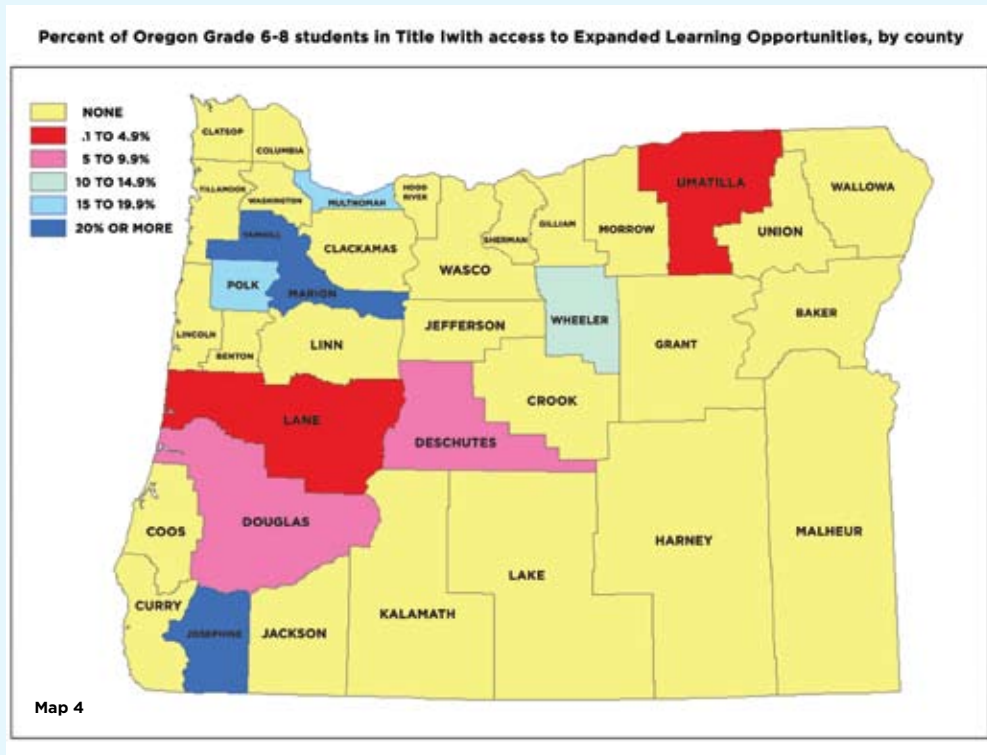 Percent of Oregon Grade 6-8 students in Title Iwith access to Expanded Learning Opportunities, by county
NONE
.1 TO 4.9%
5 TO 9.9%
10 TO 14.9%
15 TO 19.9%
20% OR MORE
CLATSOP
COLUMBIA
TILLAMOOK
WASHINGTON
MULTNOMAH
HOOD
RIVER
UMATILLA
WALLOWA
YAMHILL
CLACKAMAS
SHERMAN
GILLIAM
MORROW
UNION
WASCO
POLK
MARION
WHEELER
BAKER
LINCOLN
BENTON
LINN
JEFFERSON
GRANT
CROOK
LANE
DESCHUTES
COOS
DOUGLAS
HARNEY
MALHEUR
LAKE
CURRY
JOSEPHINE
JACKSON
KALAMATH
Map 4